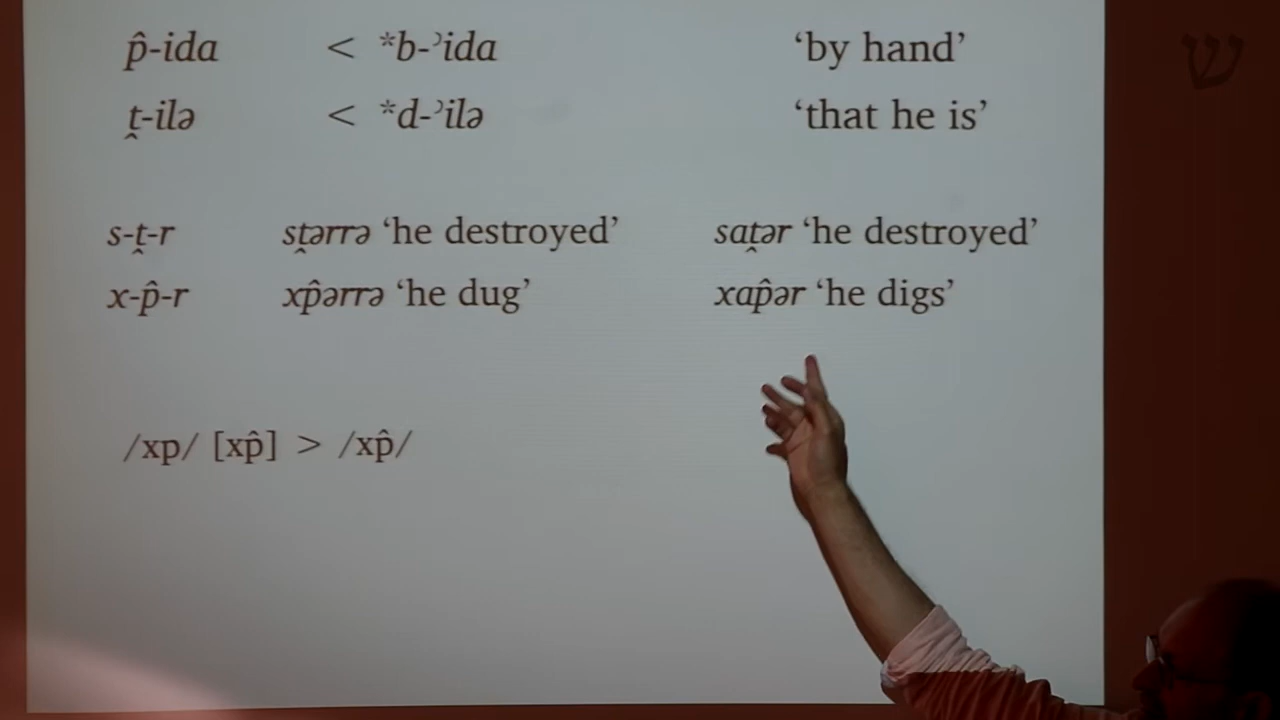 p̂-ida < *b-ʾida ‘by hand’
ṱ-ilə < *d-ʾilə ‘that he is’
s-ṱ-r sṱərrə ‘he destroyed’ saṱər ‘he destroyed’
x-p̂-r xp̂ərrə ‘he dug’ xap̂ər ‘he digs’
/xp/ [xp̂] > /xp̂/
ש